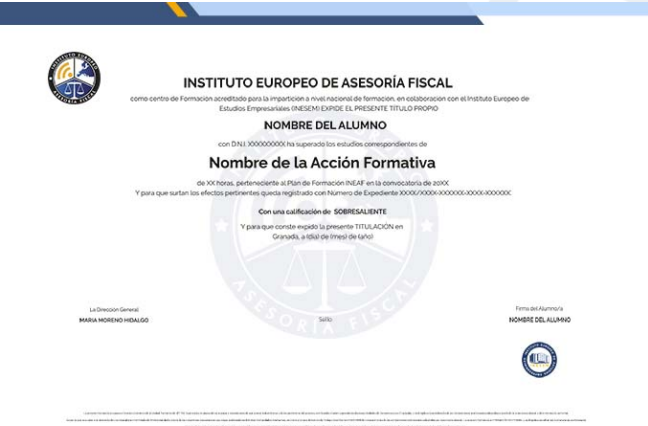 INSTITUTO EUROPEO DE ASESORÍA FISCAL
como centro de Formación acreditado para la impartición a nivel nacional de formación, en colaboración con el Instituto Europeo de
Estudios Empresariales (INESEM) EXPIDE EL PRESENTE TÍTULO PROPIO
NOMBRE DEL ALUMNO
con D.N.I. XXXXXXXXX ha superado los estudios correspondientes de
Nombre de la Acción Formativa
de XX horas, perteneciente al Plan de Formación INEAF en la convocatoria de 20XX
Y para que surtan los efectos pertinentes queda registrado con Número de Expediente XXXX/XXXX-XXXXXX-XXXX-XXXXXX
Con una calificación de SOBRESALIENTE
Y para que conste expido la presente TITULACIÓN en
Granada, a (día) de (mes) de (año)
La Dirección General
MARIA MORENO HIDALGO
Sello
Firma del Alumno/a
NOMBRE DEL ALUMNO
ASESORÍA FISCAL